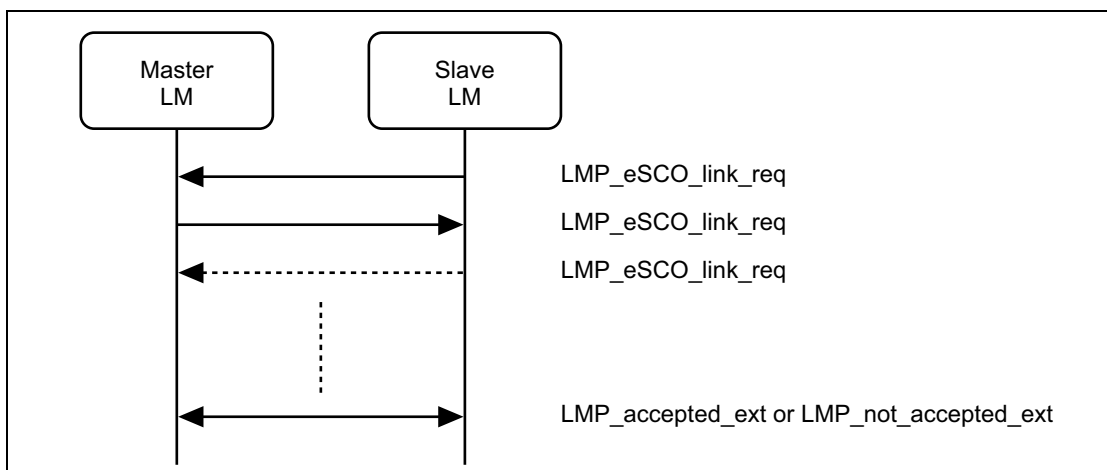 Master
LM
Slave
LM
LMP_eSCO_link_req
LMP_eSCO_link_req
LMP_eSCO_link_req
LMP_accepted_ext or LMP_not_accepted_ext